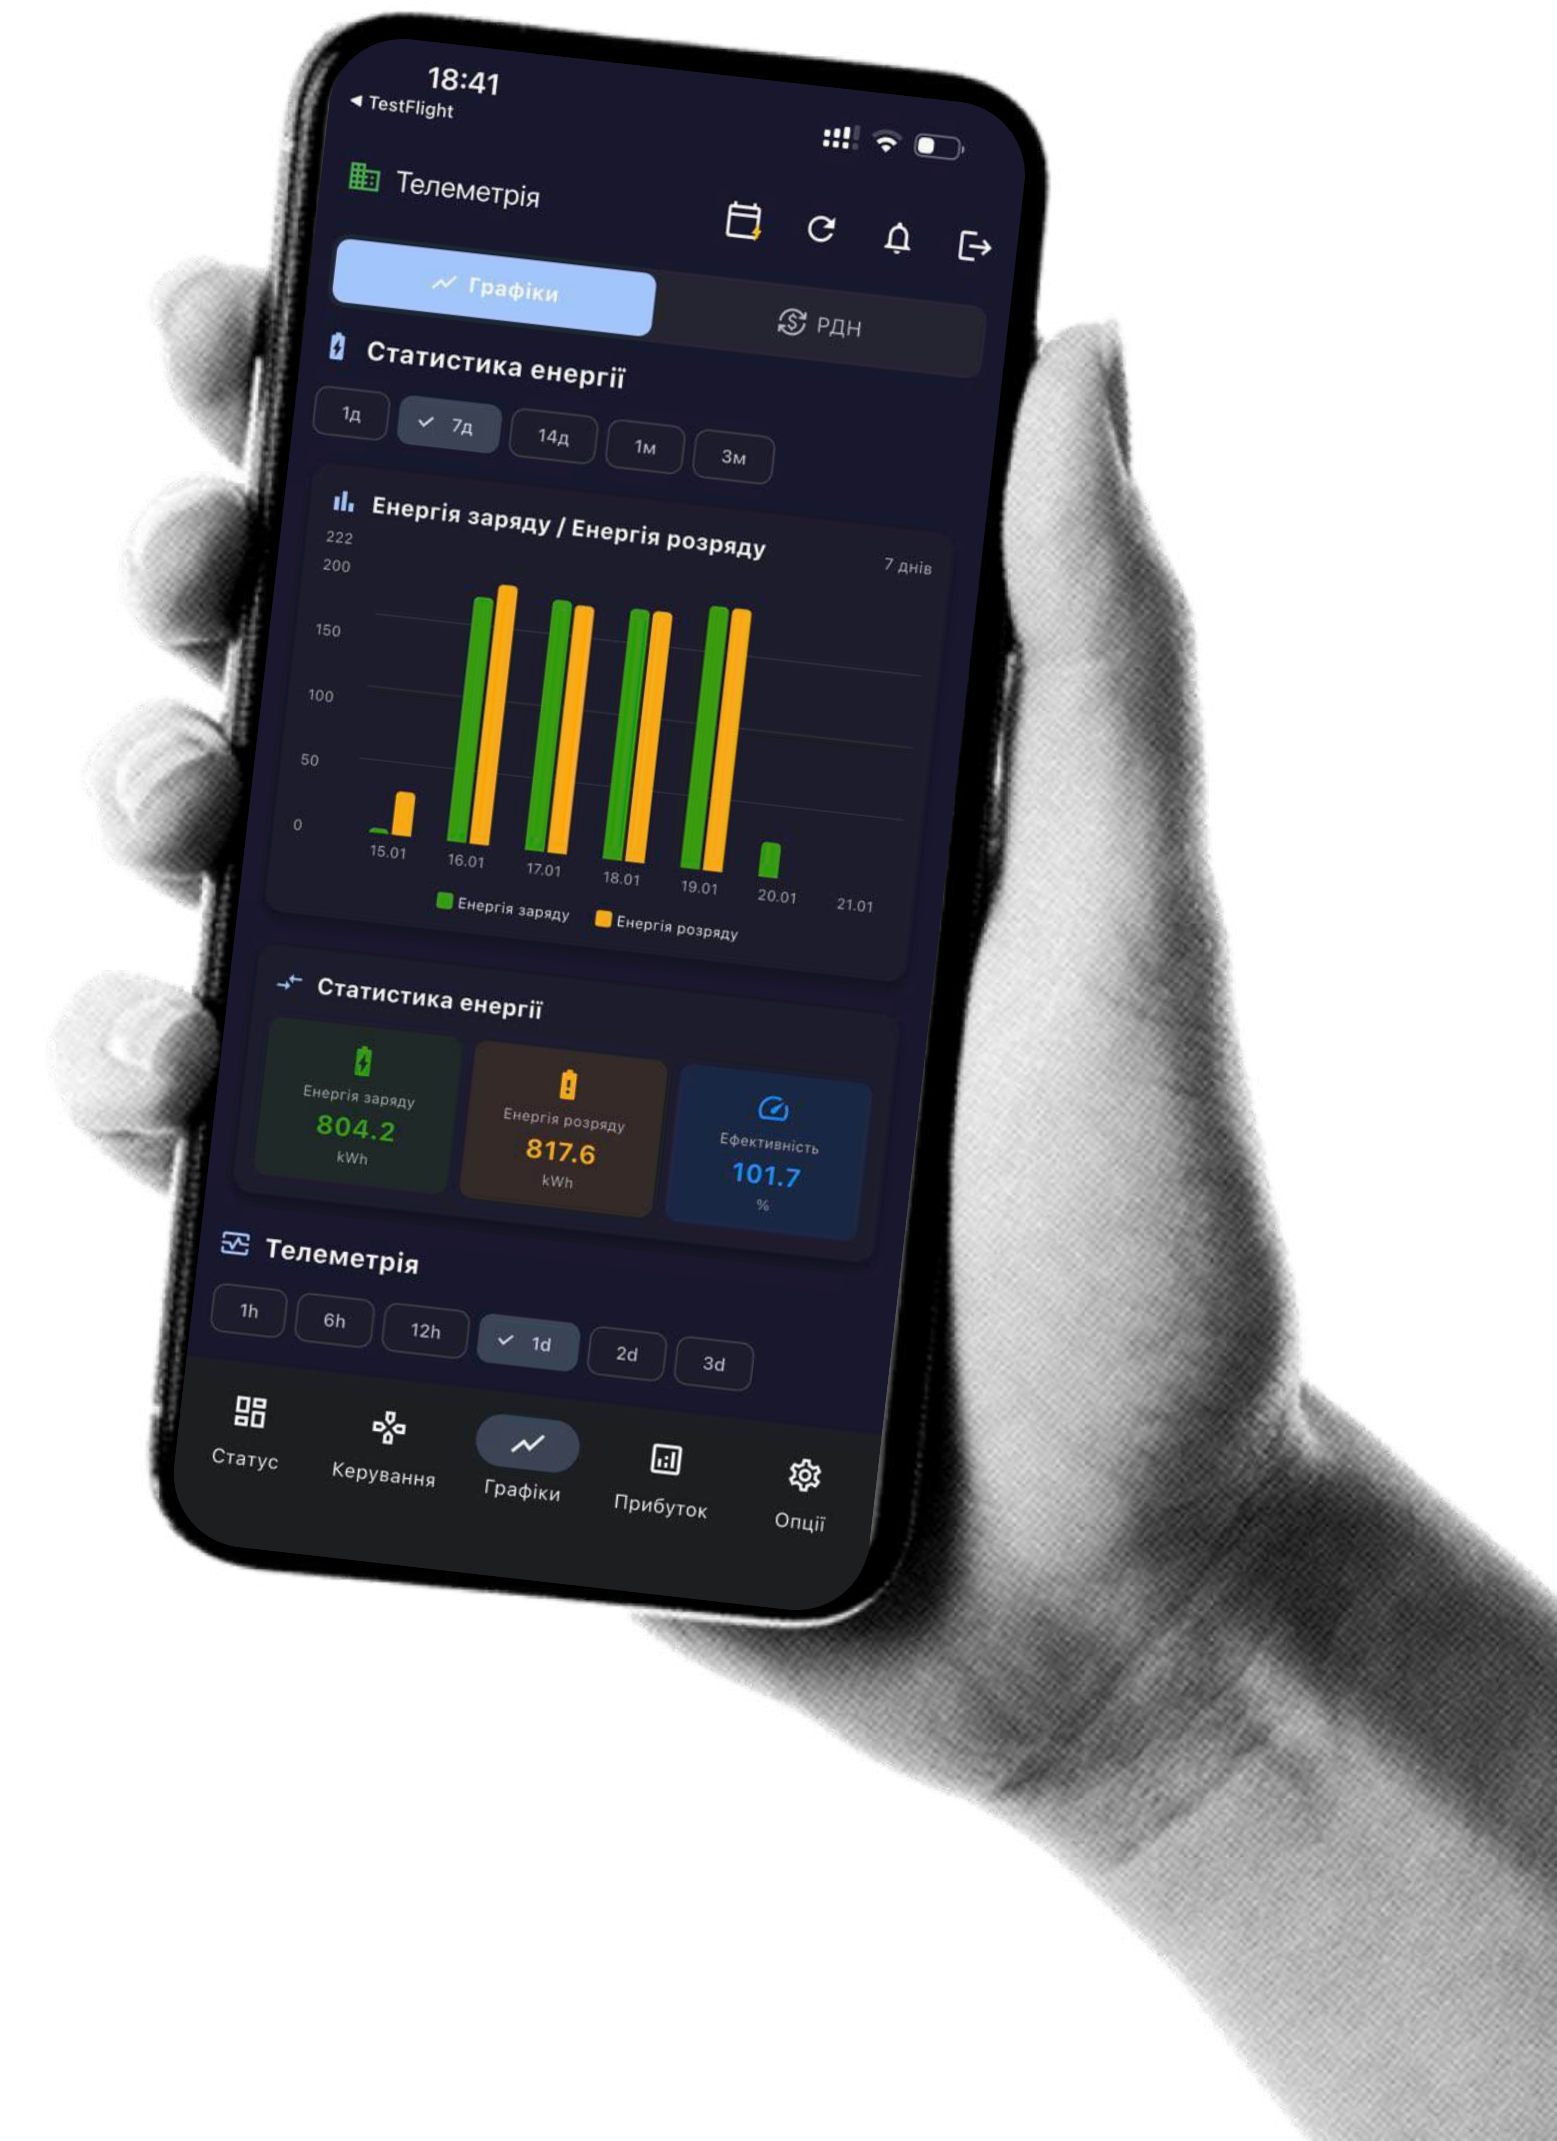 18:41
◄ TestFlight
Телеметрія
Графіки
РДН
Статистика енергії
1д
7д
14д
1м
3м
Енергія заряду / Енергія розряду
7 днів
222
200
150
100
50
0
15.01
16.01
17.01
18.01
19.01
20.01
21.01
Енергія заряду
Енергія розряду
Статистика енергії
Енергія заряду
804.2
kWh
Енергія розряду
817.6
kWh
Ефективність
101.7
%
Телеметрія
1h
6h
12h
1d
2d
3d
Статус
Керування
Графіки
Прибуток
Опції